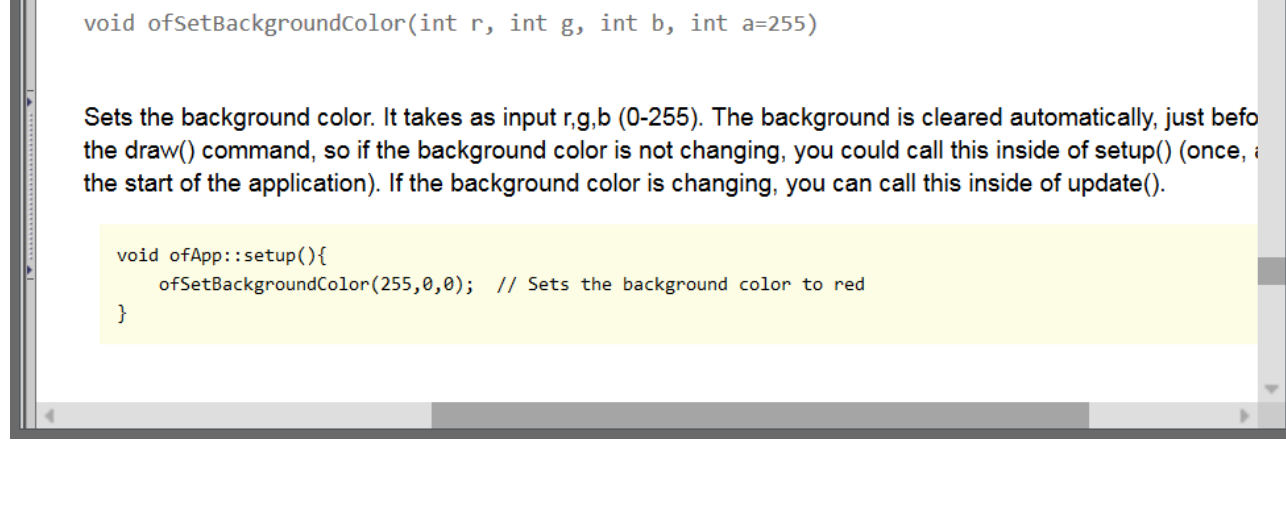 void ofSetBackgroundColor(int r, int g, int b, int a=255)
Sets the background color. It takes as input r,g,b (0-255). The background is cleared automatically, just befo
the draw() command, so if the background color is not changing, you could call this inside of setup() (once,
the start of the application). If the background color is changing, you can call this inside of update().
void ofApp::setup(){
    ofSetBackgroundColor(255,0,0);  // Sets the background color to red
}